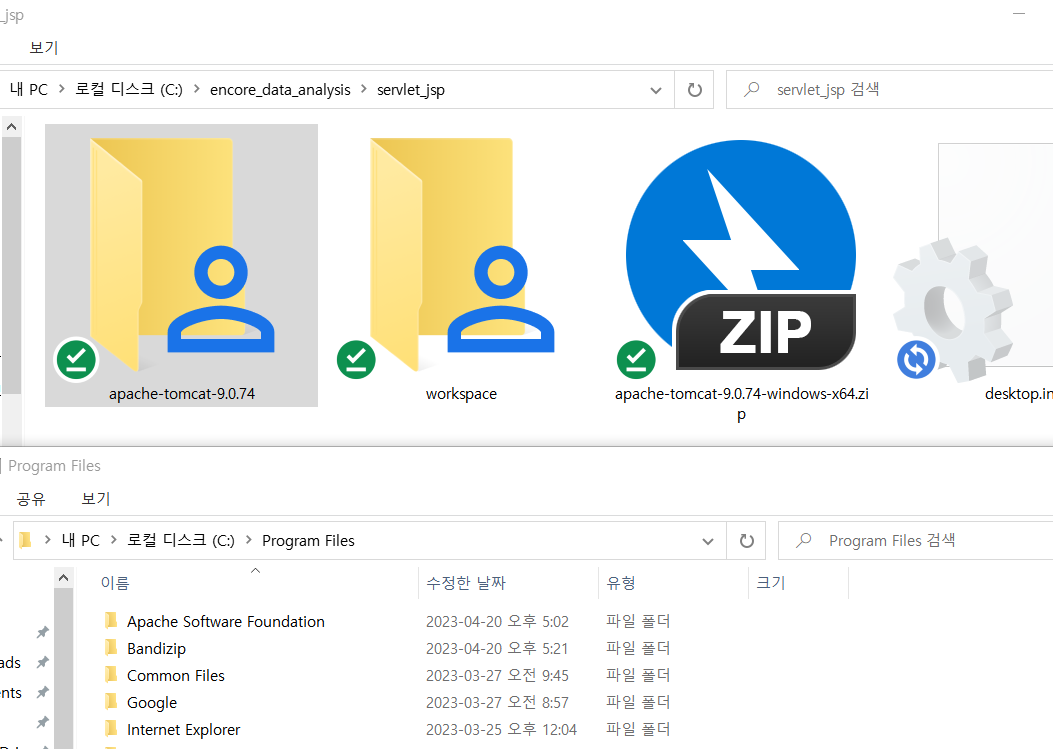 _jsp
보기
내 PC > 로컬 디스크 (C:) > encore_data_analysis > servlet_jsp
servlet_jsp 검색
apache-tomcat-9.0.74
workspace
ZIP
apache-tomcat-9.0.74-windows-x64.zi
p
desktop.in
Program Files
공유 보기
> 내 PC > 로컬 디스크 (C:) > Program Files
Program Files 검색
이름 수정한 날짜 유형 크기
Apache Software Foundation 2023-04-20 오후 5:02 파일 폴더
Bandizip 2023-04-20 오후 5:21 파일 폴더
Common Files 2023-03-27 오전 9:45 파일 폴더
Google 2023-03-27 오전 8:57 파일 폴더
Internet Explorer 2023-03-25 오후 12:04 파일 폴더
ads
ents